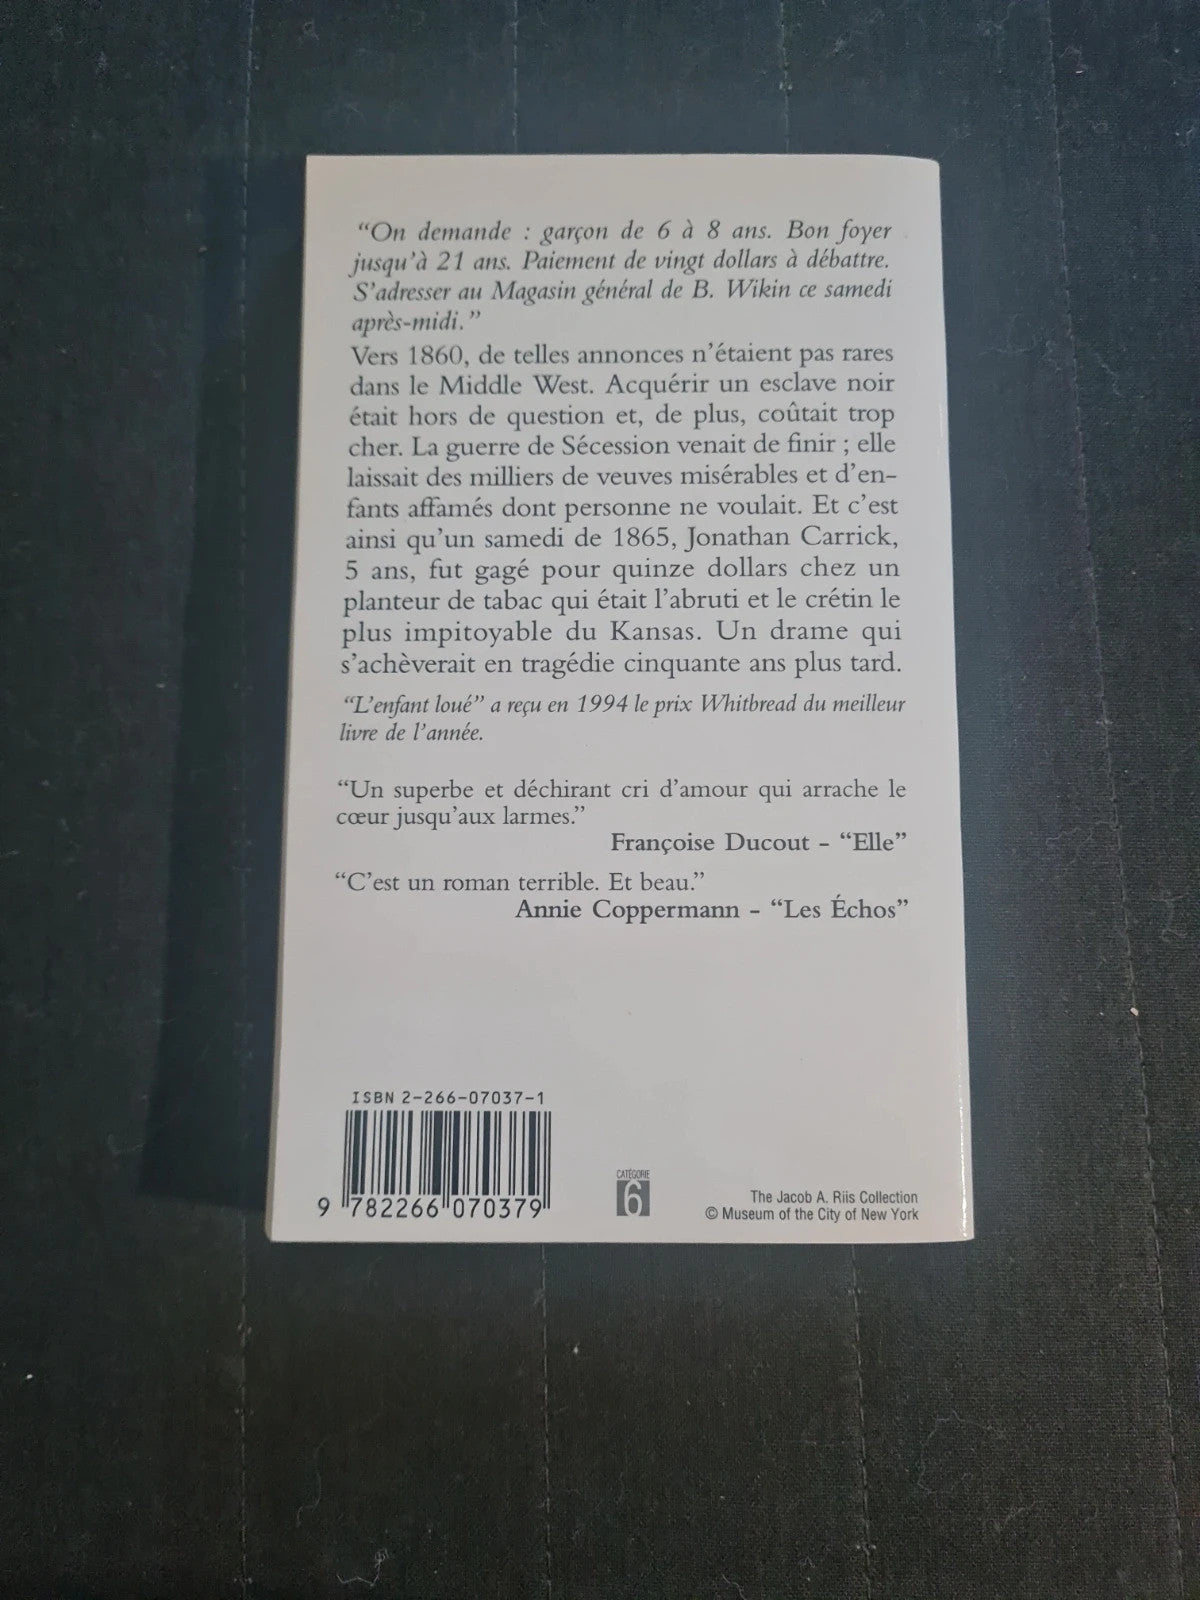 “On demande : garçon de 6 à 8 ans. Bon foyer
jusqu'à 21 ans. Paiement de vingt dollars à débattre.
S'adresser au Magasin général de B. Wikin ce samedi
après-midi.”
Vers 1860, de telles annonces n'étaient pas rares
dans le Middle West. Acquérir un esclave noir
était hors de question et, de plus, coûtait trop
cher. La guerre de Sécession venait de finir ; elle
laissait des milliers de veuves misérables et d'en-
fants affamés dont personne ne voulait. Et c'est
ainsi qu'un samedi de 1865, Jonathan Carrick,
5 ans, fut gagé pour quinze dollars chez un
planteur de tabac qui était l'abruti et le crétin le
plus impitoyable du Kansas. Un drame qui
s'achèverait en tragédie cinquante ans plus tard.
“L'enfant loué” a reçu en 1994 le prix Whitbread du meilleur
livre de l'année.
“Un superbe et déchirant cri d'amour qui arrache le
cœur jusqu'aux larmes.”
Françoise Ducout - “Elle”
“C'est un roman terrible. Et beau.”
Annie Coppermann - “Les Échos”
ISBN 2-266-07037-1
9 782266 070379
CATÉGORIE
6
The Jacob A. Riis Collection
© Museum of the City of New York